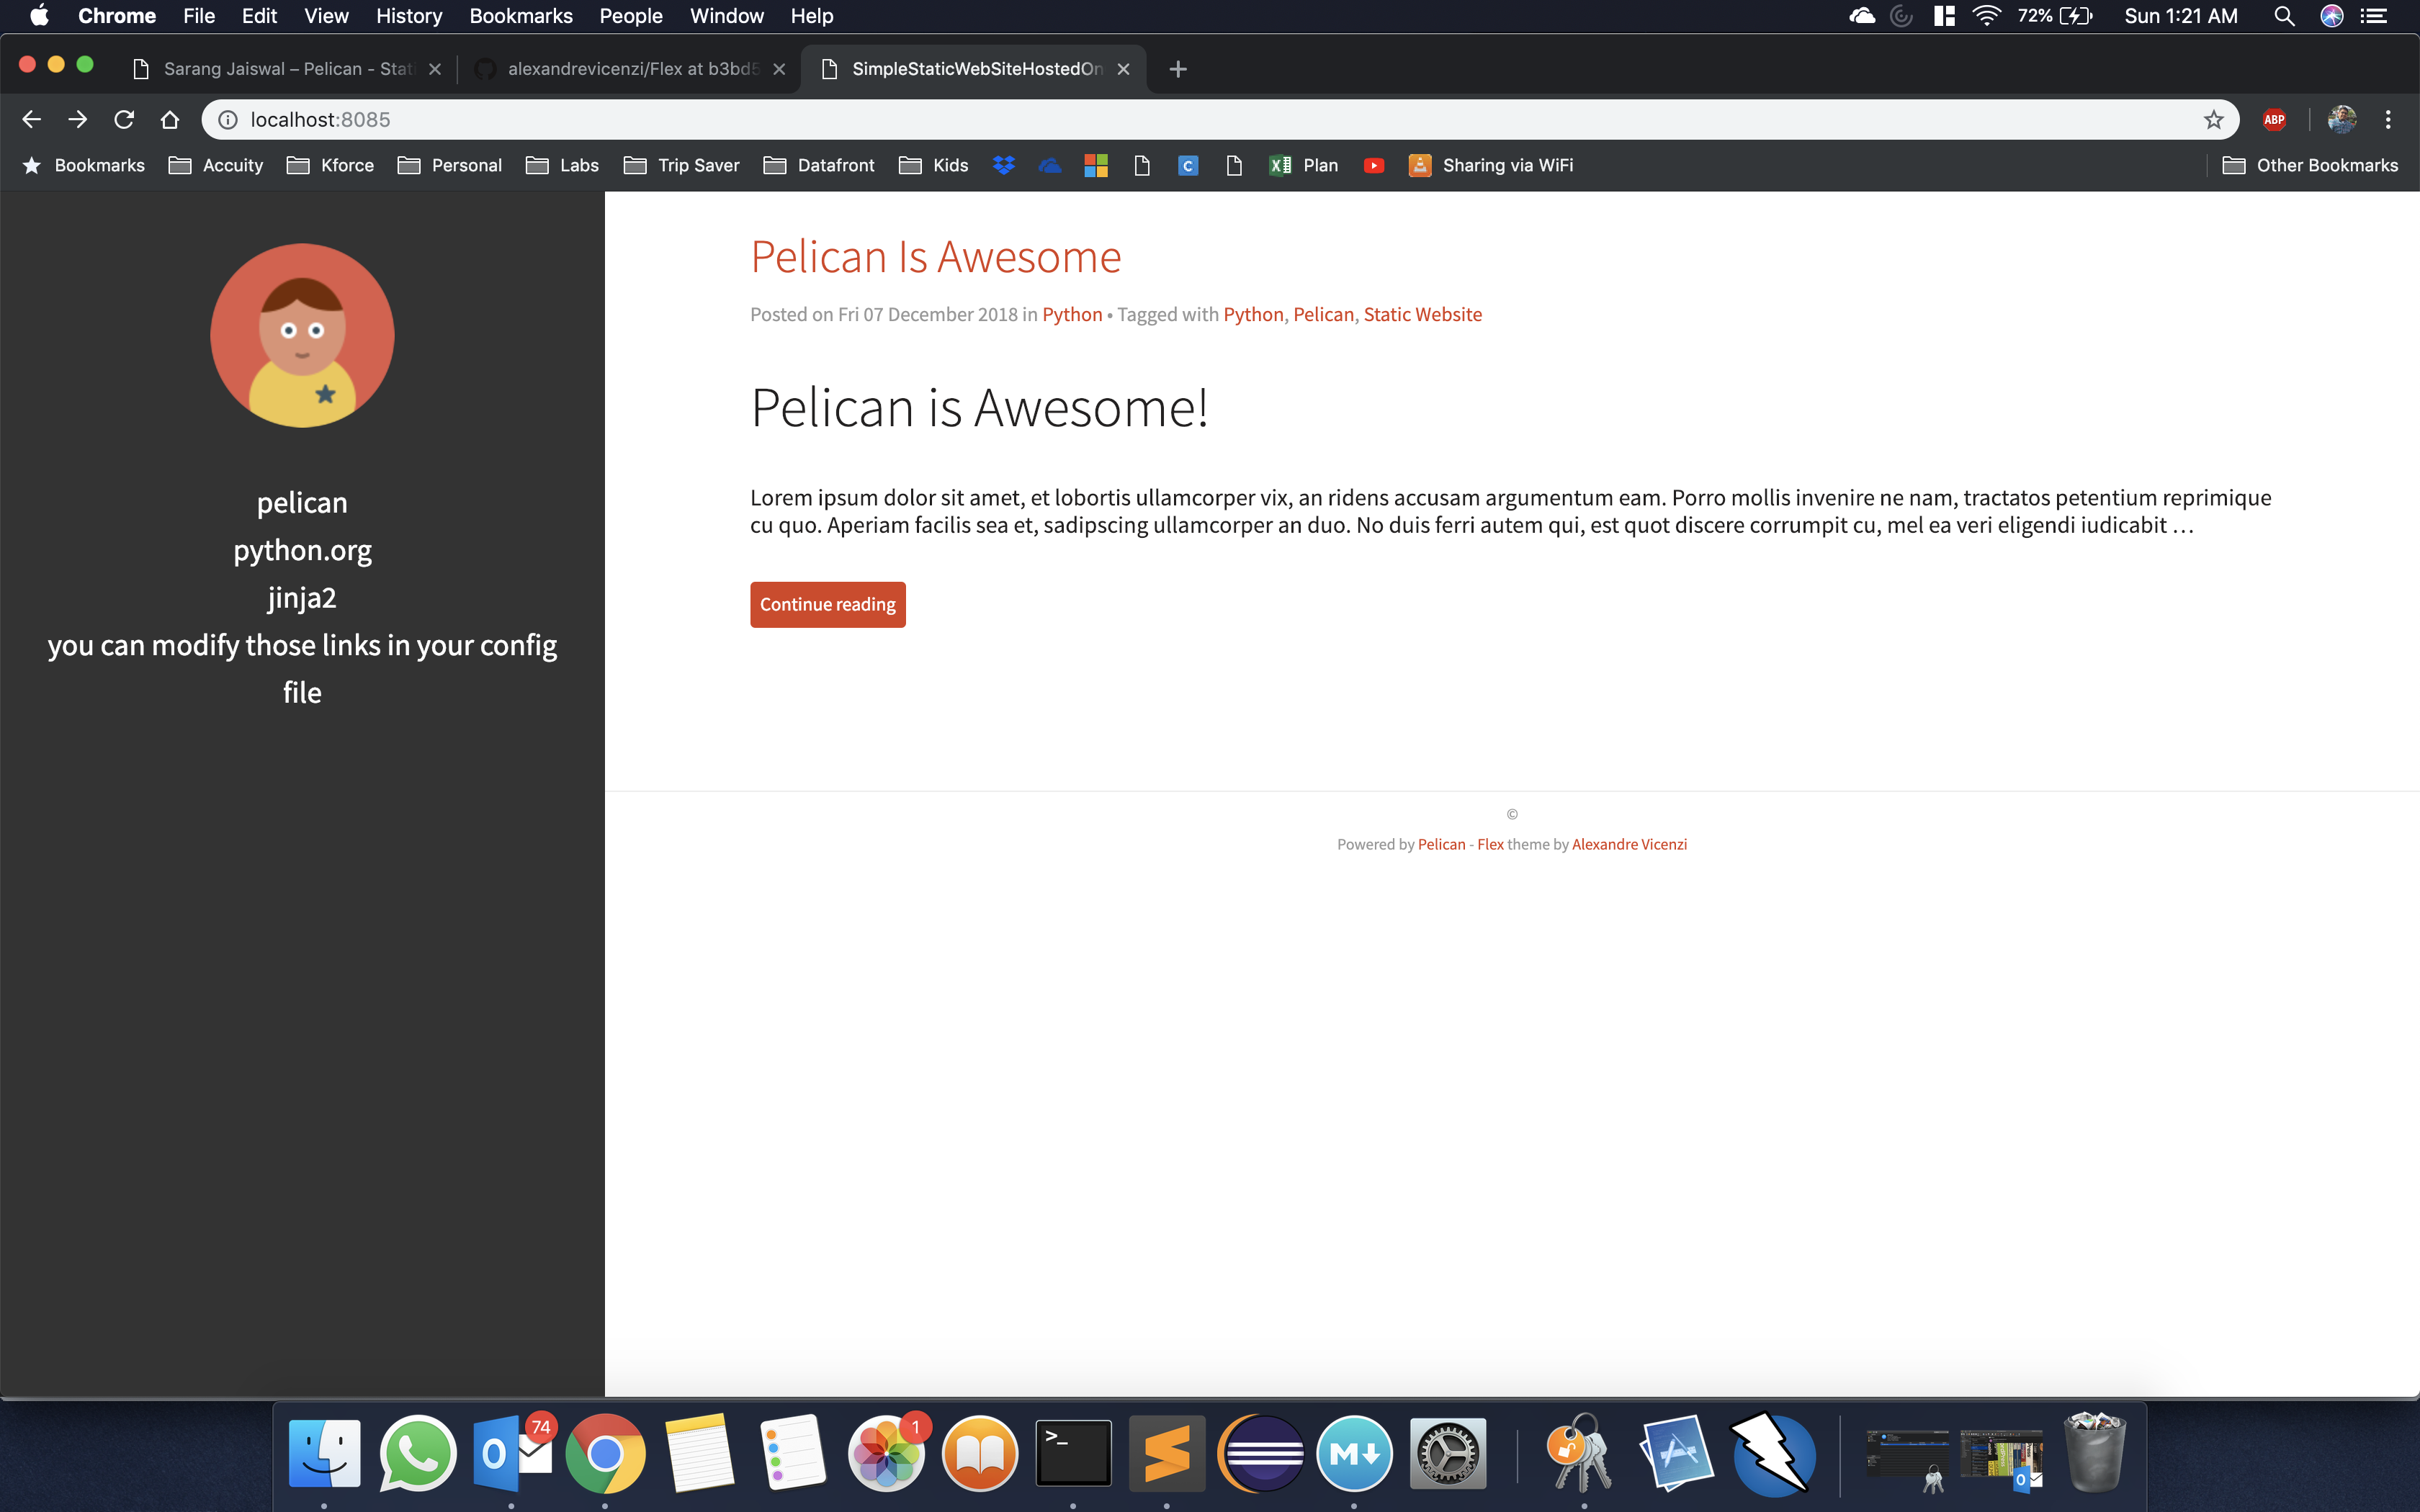 Chrome File Edit View History Bookmarks People Window Help 72% Sun 1:21 AM
Sarang Jaiswal – Pelican - Stat alexandrevicenzi/Flex at b3bd5 SimpleStaticWebSiteHostedOn
localhost:8085 ABP
Bookmarks Accuity Kforce Personal Labs Trip Saver Datafront Kids C Plan Sharing via WiFi Other Bookmarks
pelican
python.org
jinja2
you can modify those links in your config
file
Pelican Is Awesome
Posted on Fri 07 December 2018 in Python • Tagged with Python, Pelican, Static Website
Pelican is Awesome!
Lorem ipsum dolor sit amet, et lobortis ullamcorper vix, an ridens accusam argumentum eam. Porro mollis invenire ne nam, tractatos petentium reprimique
cu quo. Aperiam facilis sea et, sadipscing ullamcorper an duo. No duis ferri autem qui, est quot discere corrumpit cu, mel ea veri eligendi iudicabit …
Continue reading
©
Powered by Pelican - Flex theme by Alexandre Vicenzi
74 1